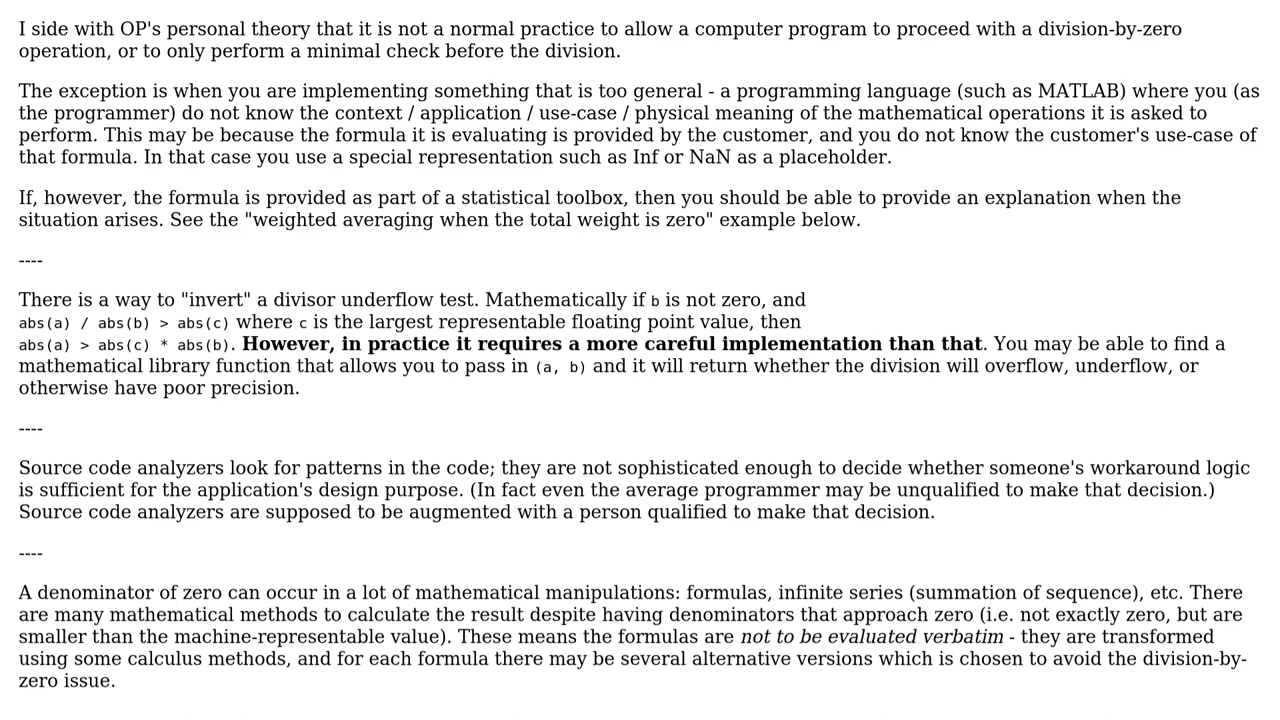 I side with OP's personal theory that it is not a normal practice to allow a computer program to proceed with a division-by-zero
operation, or to only perform a minimal check before the division.
The exception is when you are implementing something that is too general - a programming language (such as MATLAB) where you (as
the programmer) do not know the context / application / use-case / physical meaning of the mathematical operations it is asked to
perform. This may be because the formula it is evaluating is provided by the customer, and you do not know the customer's use-case of
that formula. In that case you use a special representation such as Inf or NaN as a placeholder.
If, however, the formula is provided as part of a statistical toolbox, then you should be able to provide an explanation when the
situation arises. See the "weighted averaging when the total weight is zero" example below.
----
There is a way to "invert" a divisor underflow test. Mathematically if b is not zero, and
abs(a) / abs(b) > abs(c) where c is the largest representable floating point value, then
abs(a) > abs(c) * abs(b). However, in practice it requires a more careful implementation than that. You may be able to find a
mathematical library function that allows you to pass in (a, b) and it will return whether the division will overflow, underflow, or
otherwise have poor precision.
----
Source code analyzers look for patterns in the code; they are not sophisticated enough to decide whether someone's workaround logic
is sufficient for the application's design purpose. (In fact even the average programmer may be unqualified to make that decision.)
Source code analyzers are supposed to be augmented with a person qualified to make that decision.
----
A denominator of zero can occur in a lot of mathematical manipulations: formulas, infinite series (summation of sequence), etc. There
are many mathematical methods to calculate the result despite having denominators that approach zero (i.e. not exactly zero, but are
smaller than the machine-representable value). These means the formulas are not to be evaluated verbatim - they are transformed
using some calculus methods, and for each formula there may be several alternative versions which is chosen to avoid the division-by-
zero issue.